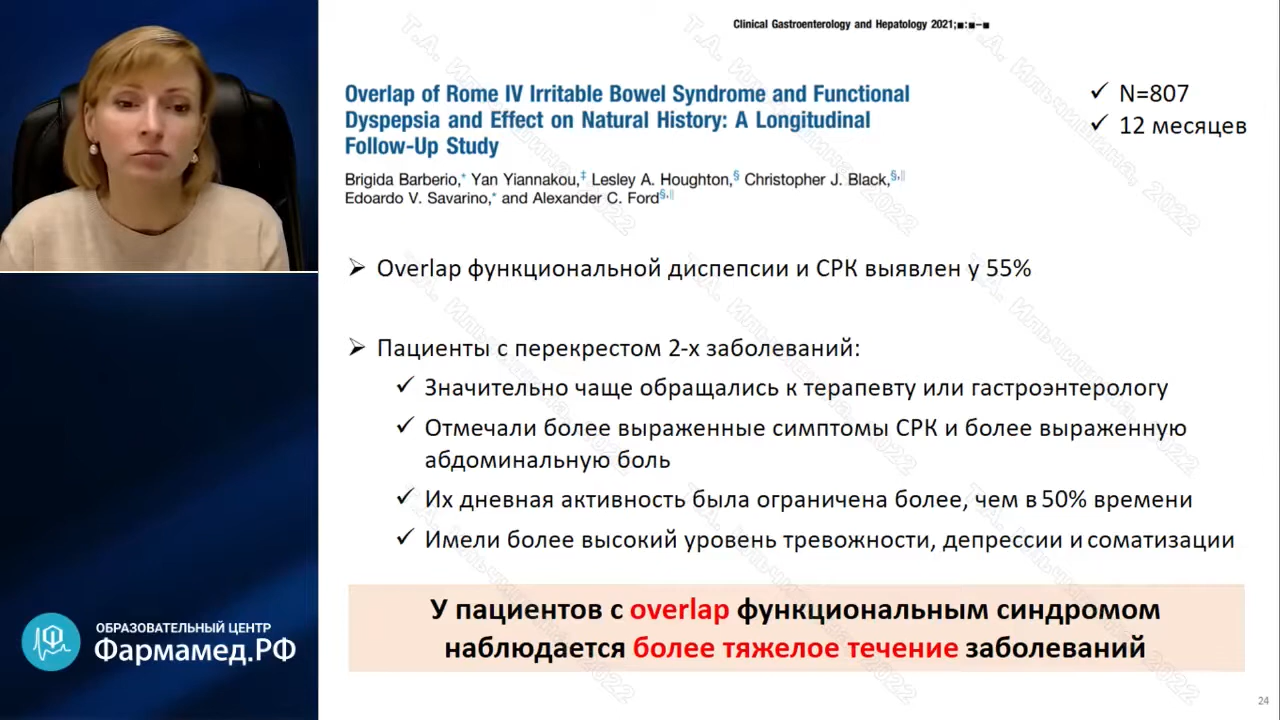 Clinical Gastroenterology and Hepatology 2021;■:■–■
Overlap of Rome IV Irritable Bowel Syndrome and Functional
Dyspepsia and Effect on Natural History: A Longitudinal
Follow-Up Study
✓ N=807
✓ 12 месяцев
Brigida Barberio,* Yan Yiannakou,‡ Lesley A. Houghton,§ Christopher J. Black,§,‖
Edoardo V. Savarino,* and Alexander C. Ford§,‖
➢ Overlap функциональной диспепсии и СРК выявлен у 55%
➢ Пациенты с перекрестом 2-х заболеваний:
✓ Значительно чаще обращались к терапевту или гастроэнтерологу
✓ Отмечали более выраженные симптомы СРК и более выраженную
абдоминальную боль
✓ Их дневная активность была ограничена более, чем в 50% времени
✓ Имели более высокий уровень тревожности, депрессии и соматизации
У пациентов с overlap функциональным синдромом
наблюдается более тяжелое течение заболеваний
ОБРАЗОВАТЕЛЬНЫЙ ЦЕНТР
Фармамед.РФ
24
Т.А. Ильчишина, 2022